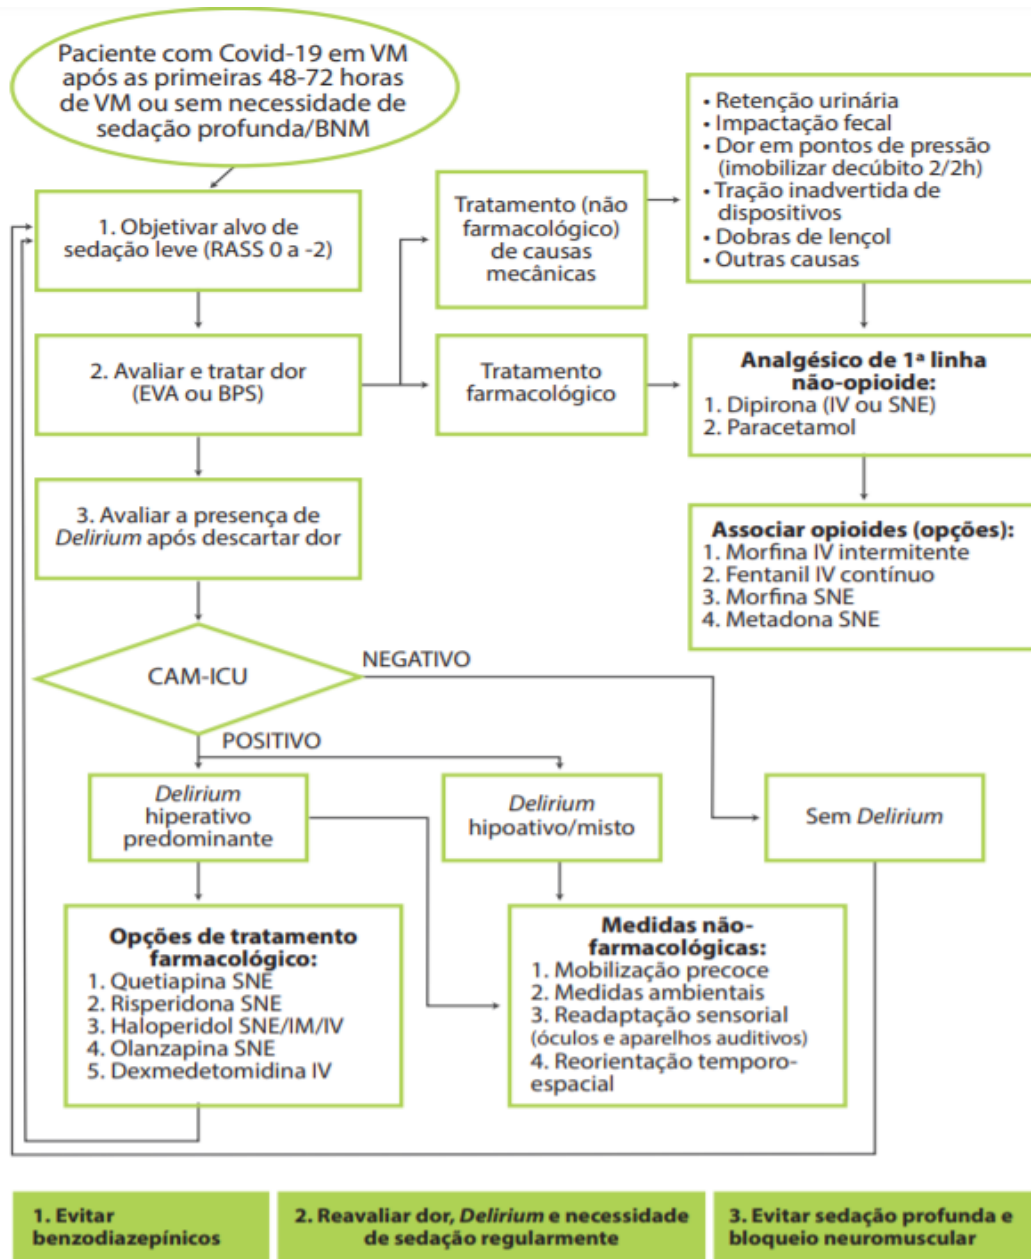 Paciente com Covid-19 em VM
após as primeiras 48-72 horas
de VM ou sem necessidade de
sedação profunda/BNM
1. Objetivar alvo de
sedação leve (RASS 0 a -2)
2. Avaliar e tratar dor
(EVA ou BPS)
3. Avaliar a presença de
Delirium após descartar dor
Tratamento (não
farmacológico)
de causas
mecânicas
Tratamento
farmacológico
• Retenção urinária
• Impactação fecal
• Dor em pontos de pressão
(imobilizar decúbito 2/2h)
• Tração inadvertida de
dispositivos
• Dobras de lençol
• Outras causas
Analgésico de 1ª linha
não-opioide:
1. Dipirona (IV ou SNE)
2. Paracetamol
Associar opioides (opções):
1. Morfina IV intermitente
2. Fentanil IV contínuo
3. Morfina SNE
4. Metadona SNE
CAM-ICU
NEGATIVO
POSITIVO
Delirium
hiperativo
predominante
Delirium
hipoativo/misto
Sem Delirium
Opções de tratamento
farmacológico:
1. Quetiapina SNE
2. Risperidona SNE
3. Haloperidol SNE/IM/IV
4. Olanzapina SNE
5. Dexmedetomidina IV
Medidas não-
farmacológicas:
1. Mobilização precoce
2. Medidas ambientais
3. Readaptação sensorial
(óculos e aparelhos auditivos)
4. Reorientação temporo-
espacial
1. Evitar
benzodiazepínicos
2. Reavaliar dor, Delirium e necessidade
de sedação regularmente
3. Evitar sedação profunda e
bloqueio neuromuscular